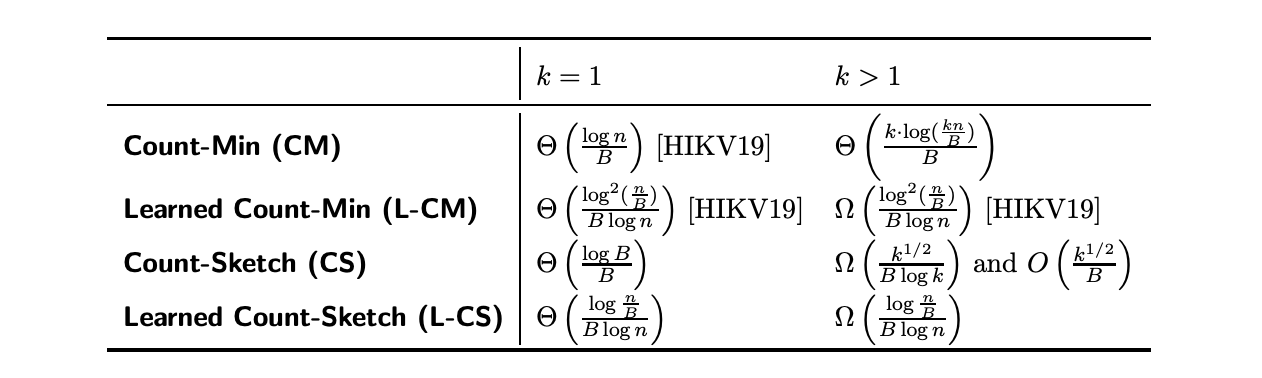 k = 1 k > 1
Count-Min (CM) Θ(log n / B) [HIKV19] Θ(k·log(kn/B) / B)
Learned Count-Min (L-CM) Θ(log²(n/B) / B log n) [HIKV19] Ω(log²(n/B) / B log n) [HIKV19]
Count-Sketch (CS) Θ(log B / B) Ω(k^{1/2} / B log k) and O(k^{1/2} / B)
Learned Count-Sketch (L-CS) Θ(log n/B / B log n) Ω(log n/B / B log n)